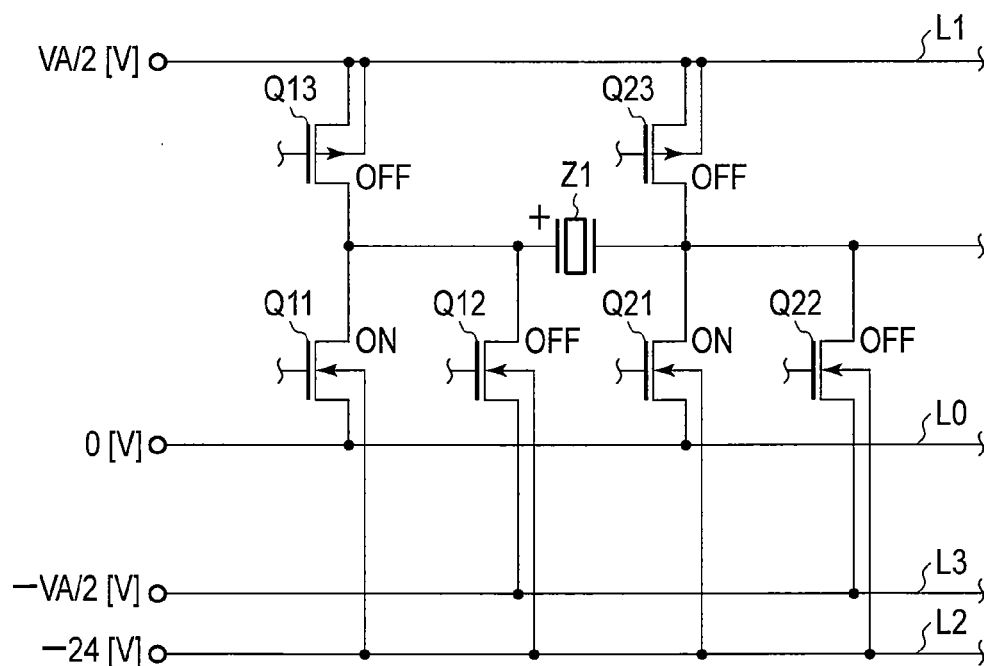 L1
VA/2 [V]
Q13
Q23
OFF
Z1
OFF
+
Q11
Q12
Q21
Q22
ON
OFF
ON
OFF
0 [V]
L0
−VA/2 [V]
L3
−24 [V]
L2